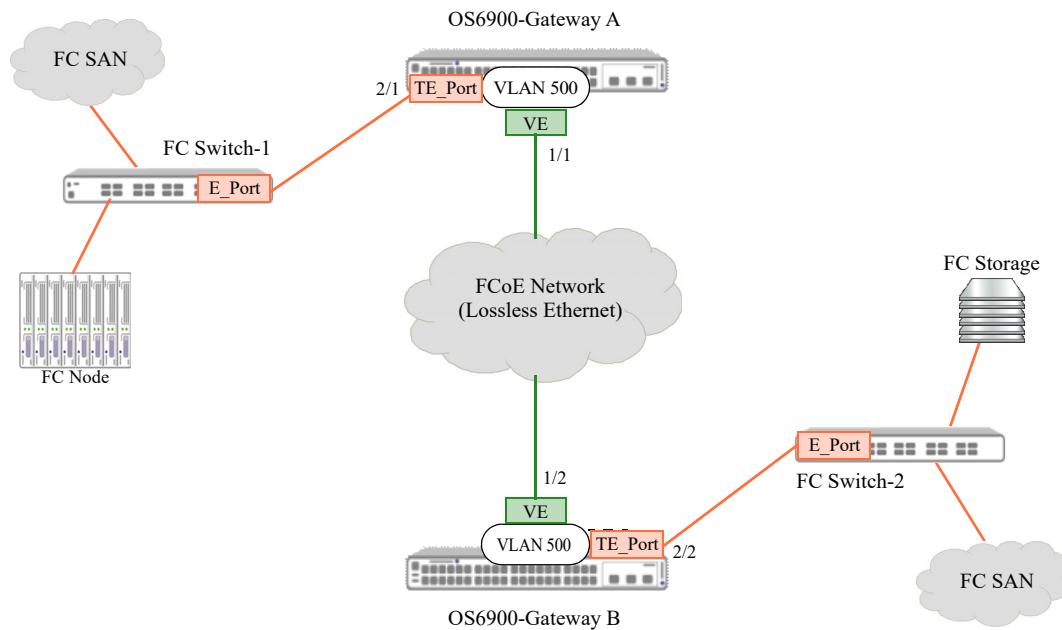 OS6900-Gateway A
FC SAN
2/1
TE_Port
VLAN 500
VE
1/1
FC Switch-1
E_Port
FC Node
FCoE Network
(Lossless Ethernet)
FC Storage
E_Port
FC Switch-2
1/2
VE
VLAN 500
TE_Port
2/2
FC SAN
OS6900-Gateway B